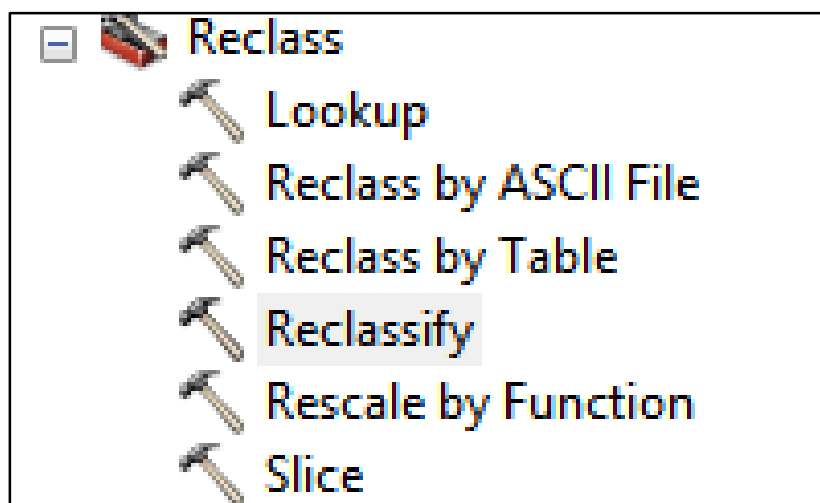 Reclass
Lookup
Reclass by ASCII File
Reclass by Table
Reclassify
Rescale by Function
Slice